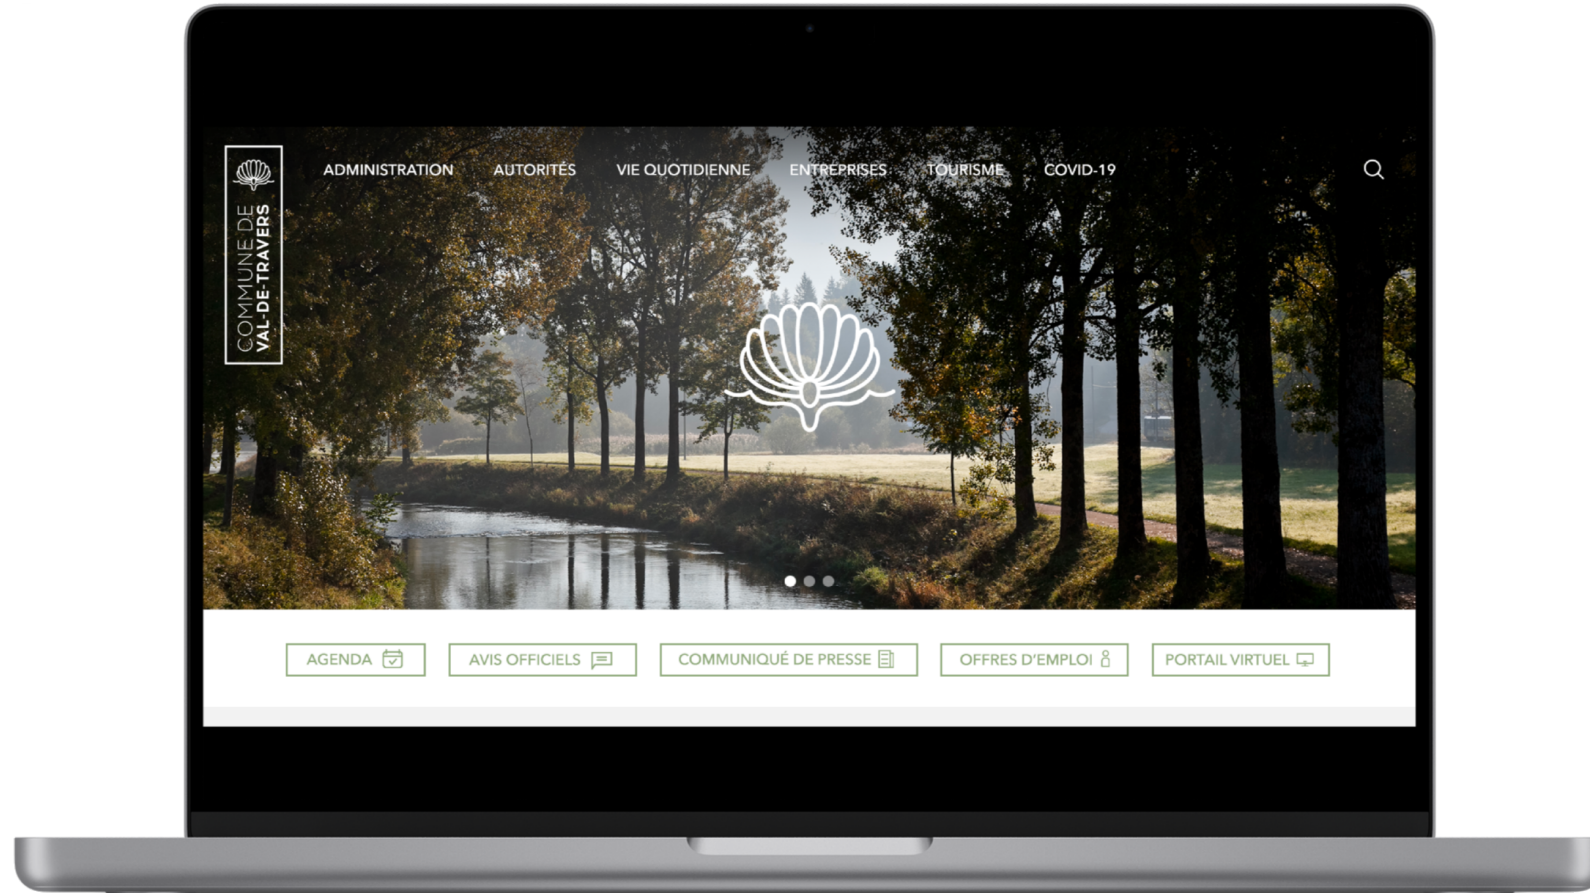 COMMUNE DE
VAL-DE-TRAVERS
ADMINISTRATION
AUTORITÉS
VIE QUOTIDIENNE
ENTREPRISES
TOURISME
COVID-19
AGENDA
AVIS OFFICIELS
COMMUNIQUÉ DE PRESSE
OFFRES D'EMPLOI
PORTAIL VIRTUEL